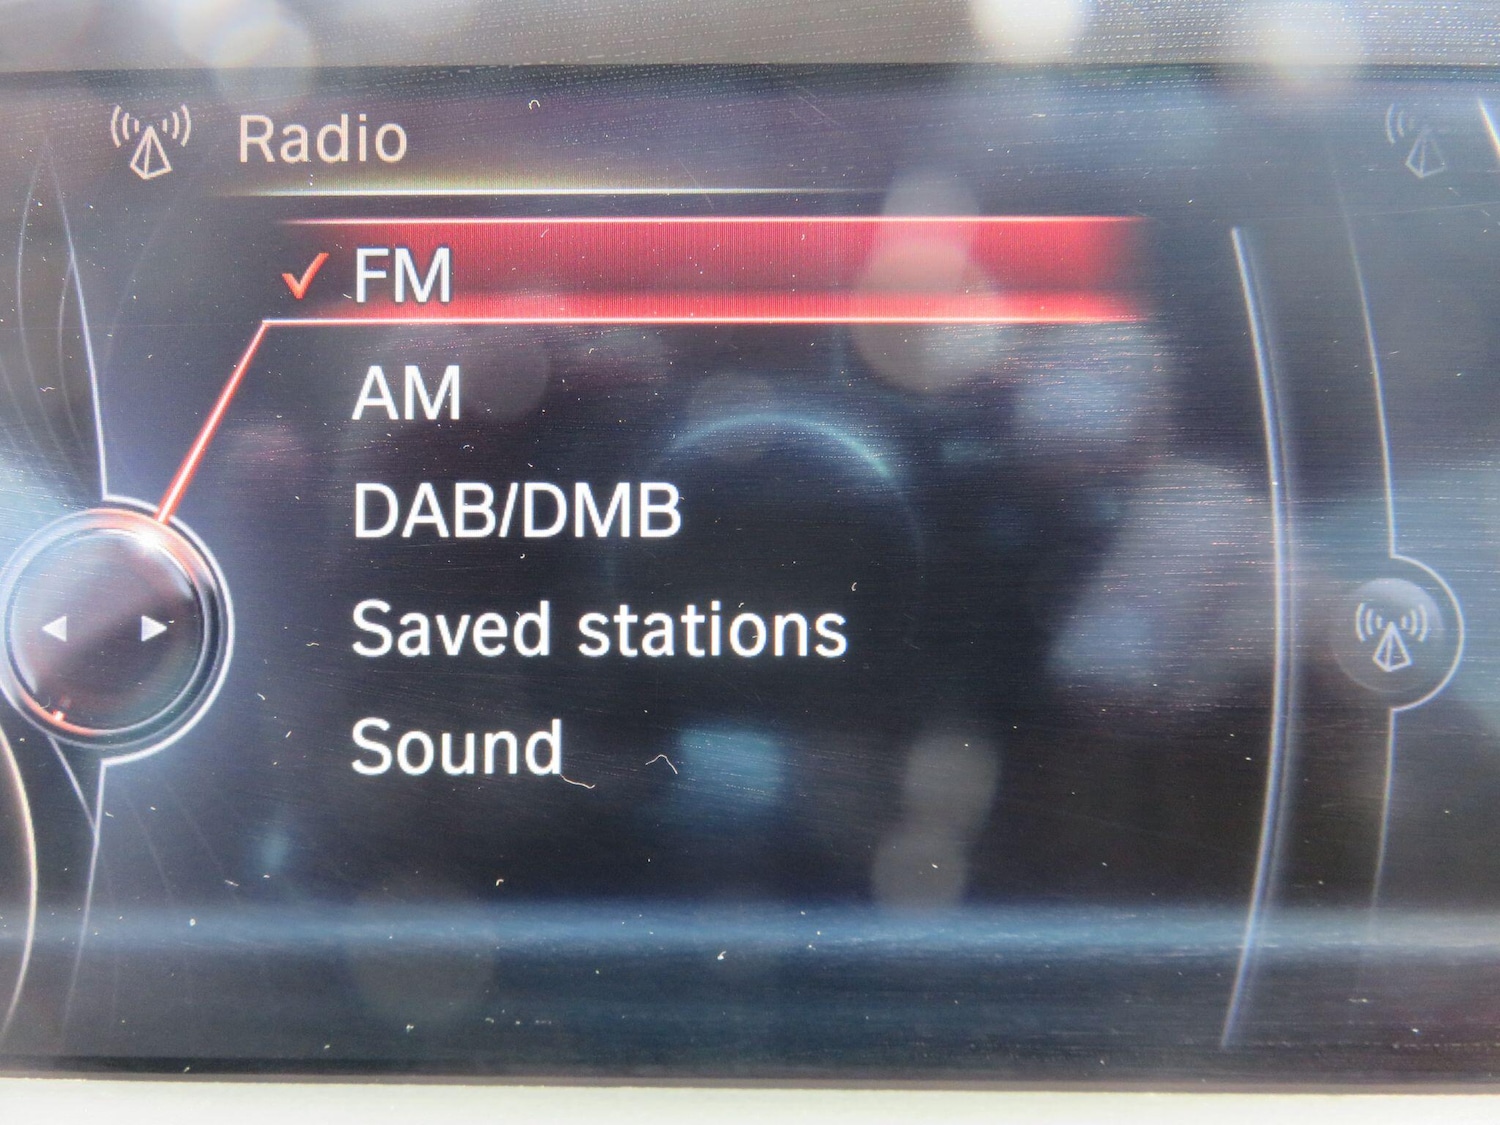 Radio
FM
AM
DAB/DMB
Saved stations
Sound